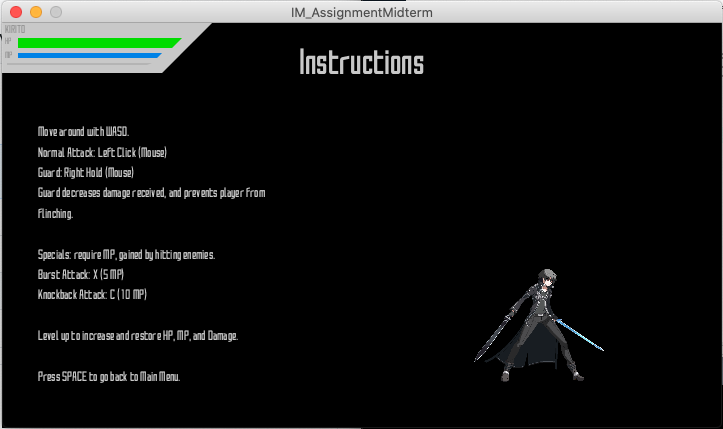 IM_AssignmentMidterm
KIRITO
HP
MP
Instructions
Move around with WASD.
Normal Attack: Left Click (Mouse)
Guard: Right Hold (Mouse)
Guard decreases damage received, and prevents player from
flinching.
Specials: require MP, gained by hitting enemies.
Burst Attack: X (5 MP)
Knockback Attack: C (10 MP)
Level up to increase and restore HP, MP, and Damage.
Press SPACE to go back to Main Menu.